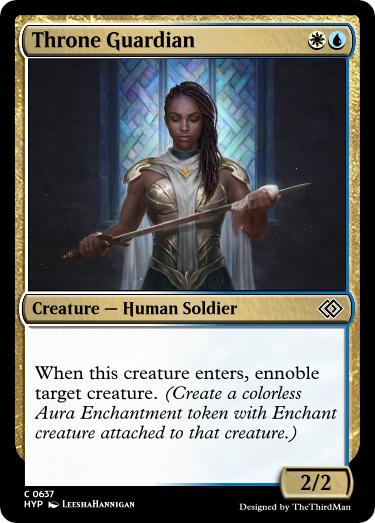 Throne Guardian
Creature — Human Soldier
When this creature enters, ennoble
target creature. (Create a colorless
Aura Enchantment token with Enchant
creature attached to that creature.)
2/2
C 0637
HYP LeeshaHannigan
Designed by TheThirdMan